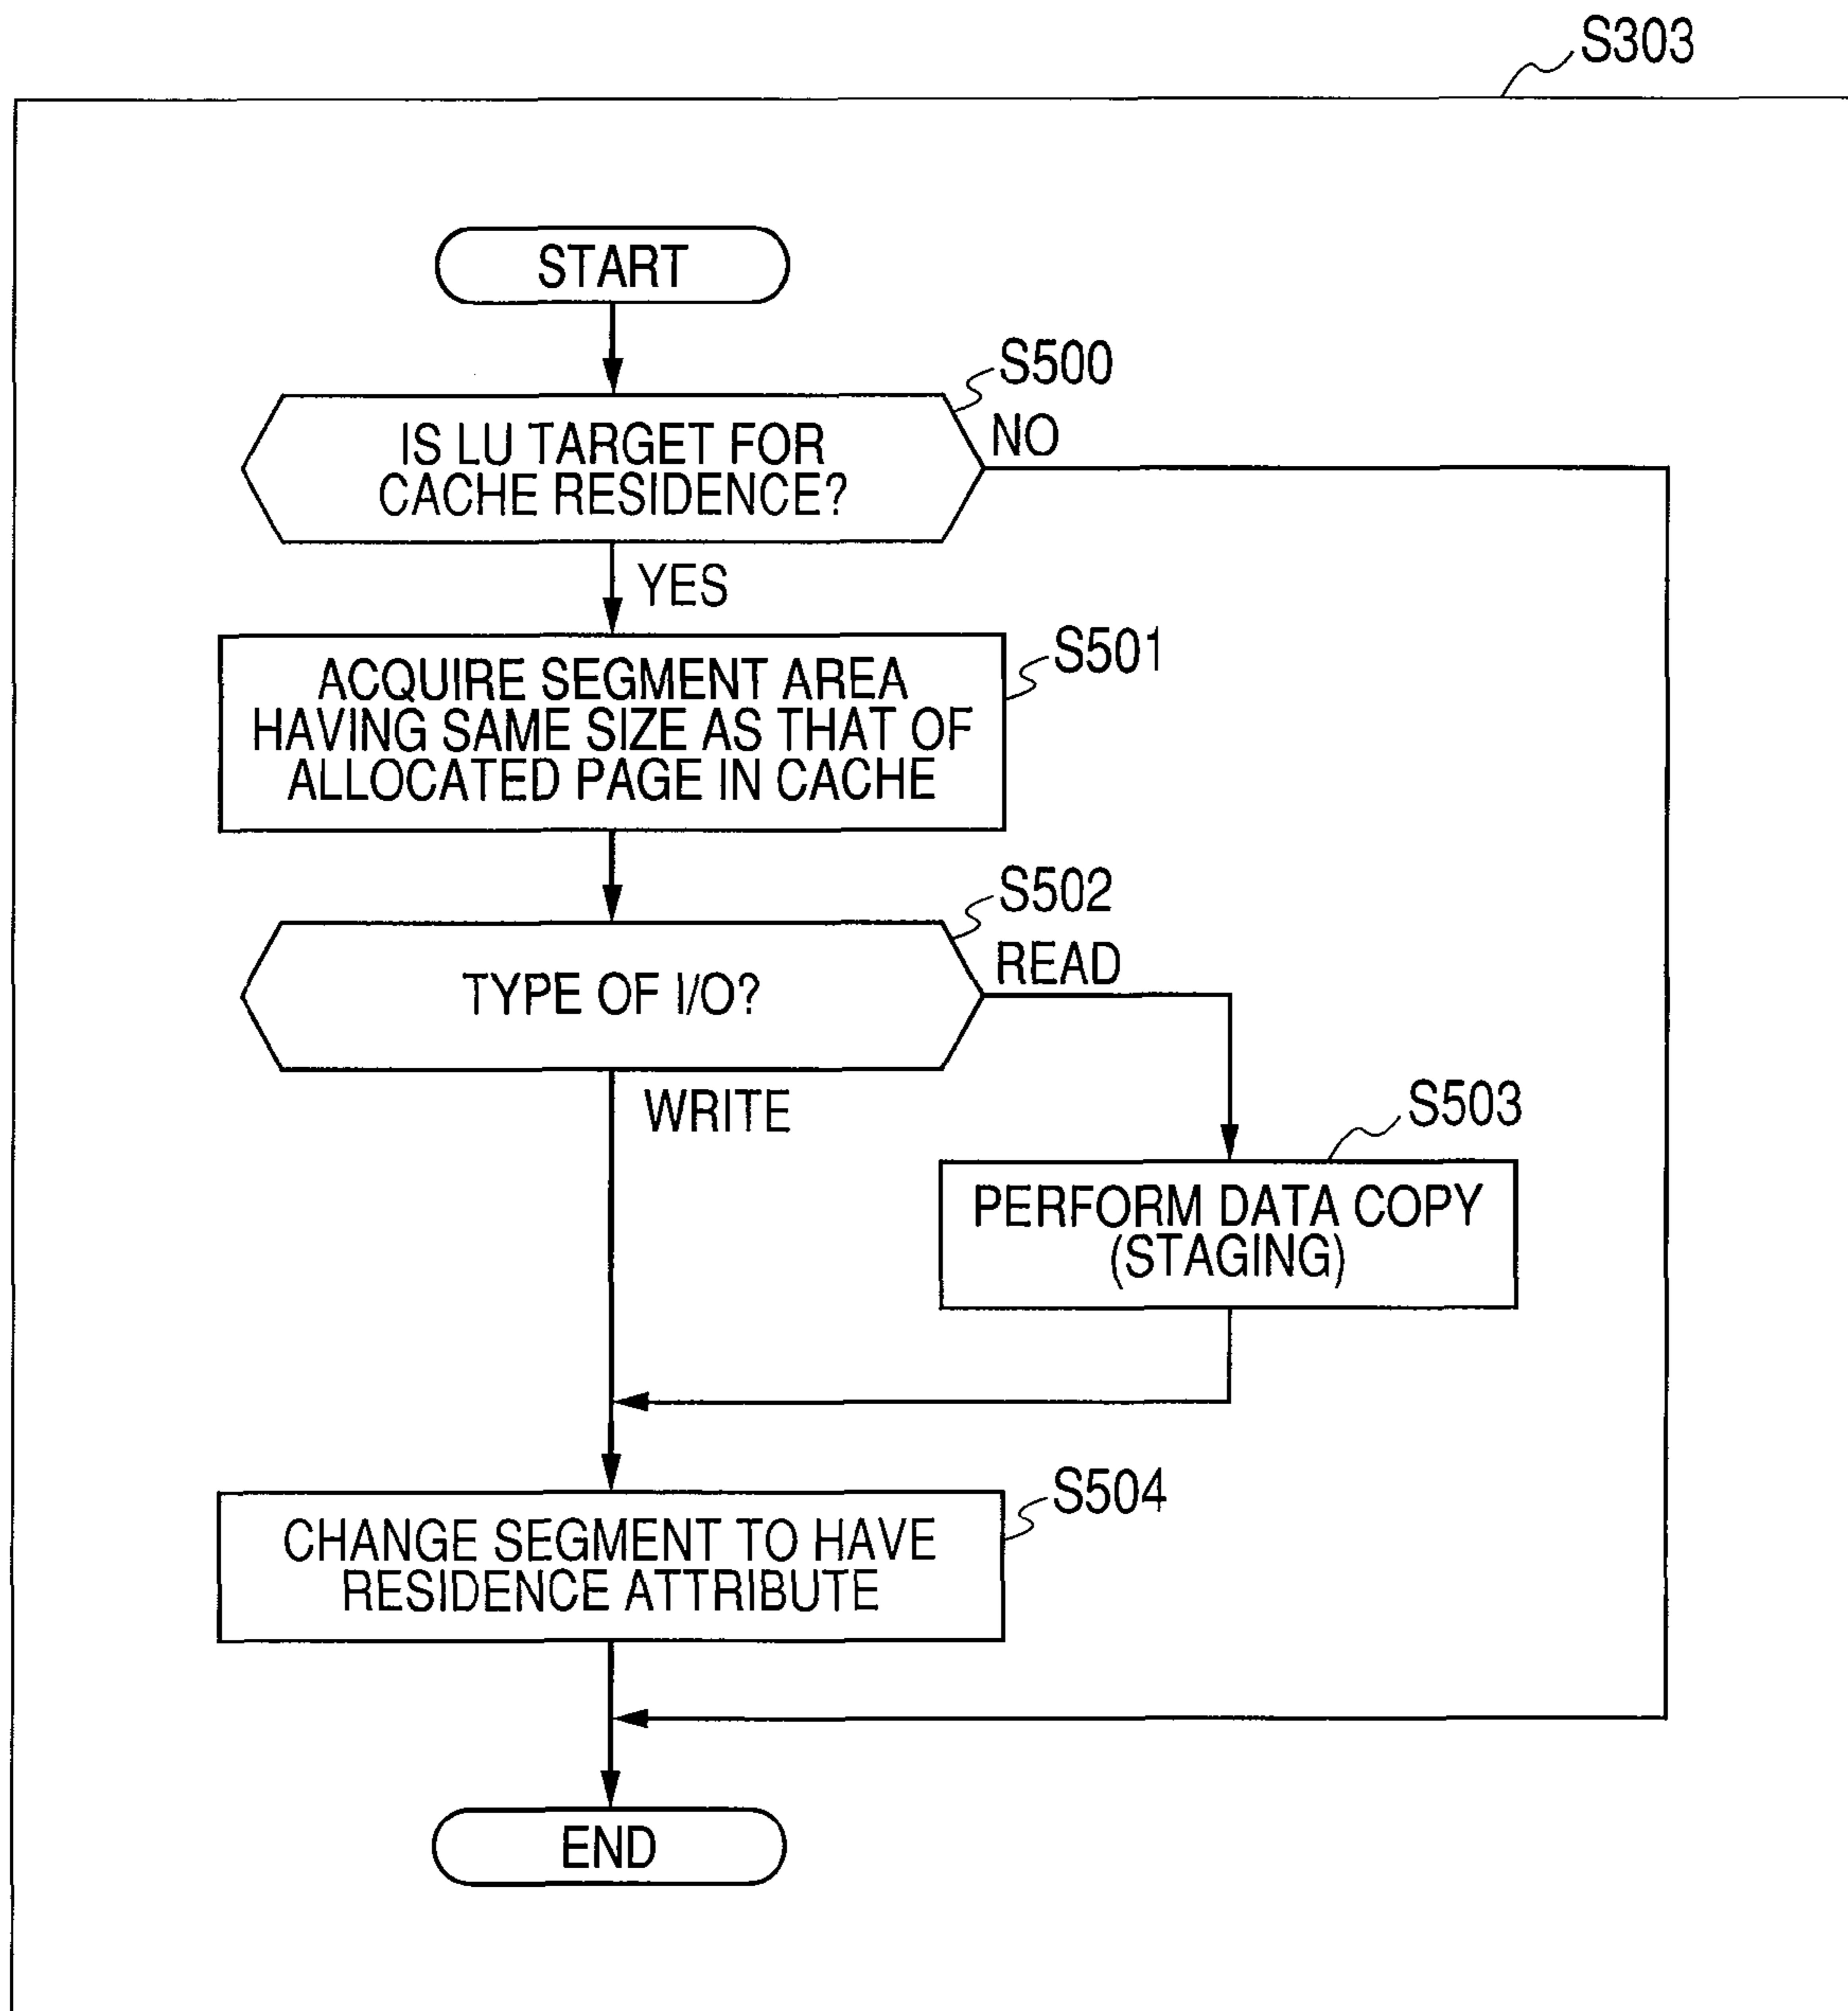 S303
START
S500
IS LU TARGET FOR
CACHE RESIDENCE?
NO
YES
S501
ACQUIRE SEGMENT AREA
HAVING SAME SIZE AS THAT OF
ALLOCATED PAGE IN CACHE
S502
TYPE OF I/O?
READ
WRITE
S503
PERFORM DATA COPY
(STAGING)
S504
CHANGE SEGMENT TO HAVE
RESIDENCE ATTRIBUTE
END